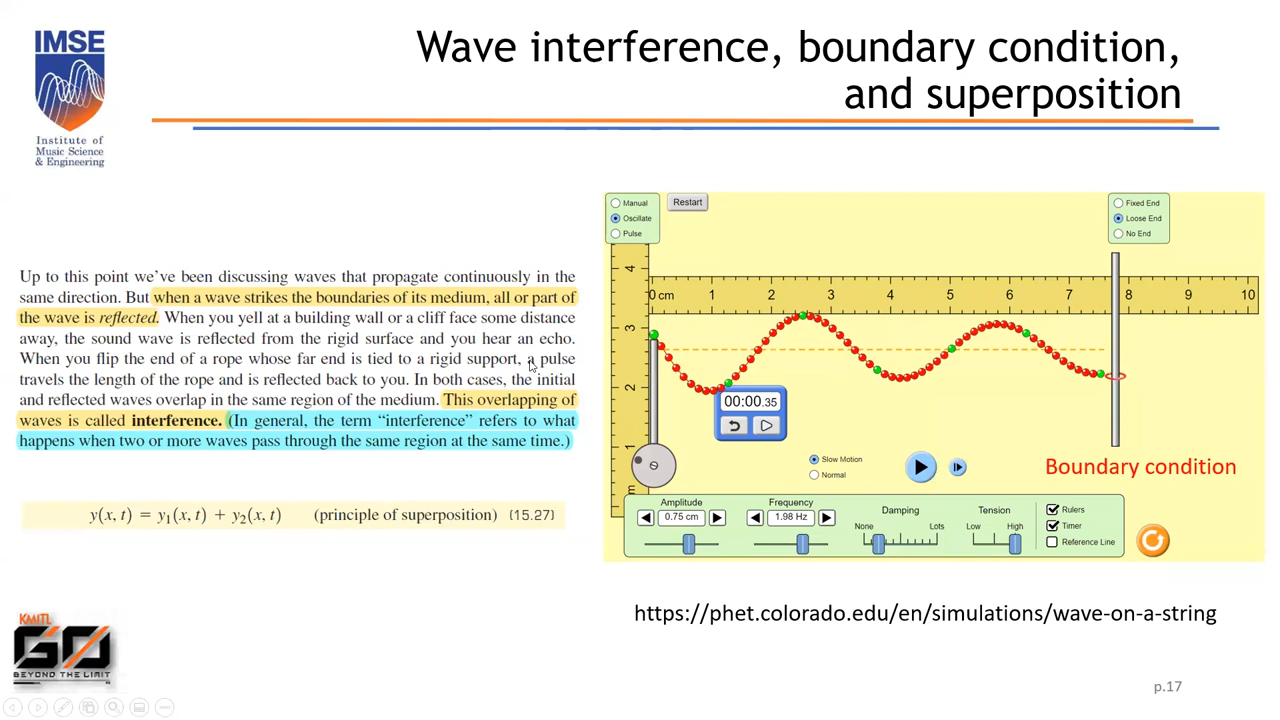 IMSE
Institute of
Music Science
& Engineering
Wave interference, boundary condition,
and superposition
Up to this point we've been discussing waves that propagate continuously in the
same direction. But when a wave strikes the boundaries of its medium, all or part of
the wave is reflected. When you yell at a building wall or a cliff face some distance
away, the sound wave is reflected from the rigid surface and you hear an echo.
When you flip the end of a rope whose far end is tied to a rigid support, a pulse
travels the length of the rope and is reflected back to you. In both cases, the initial
and reflected waves overlap in the same region of the medium. This overlapping of
waves is called interference. (In general, the term "interference" refers to what
happens when two or more waves pass through the same region at the same time.)
y(x, t) = y₁(x, t) + y₂(x, t) (principle of superposition) (15.27)
Manual
Oscillate
Pulse
Restart
Fixed End
Loose End
No End
0 cm 1 2 3 4 5 6 7 8 9 10
4
3
2
1
00:00.35
Slow Motion
Normal
Boundary condition
Amplitude
0.75 cm
Frequency
1.98 Hz
Damping
None Lots
Tension
Low High
Rulers
Timer
Reference Line
https://phet.colorado.edu/en/simulations/wave-on-a-string
KMITL
GO
BEYOND THE LIMIT
p.17